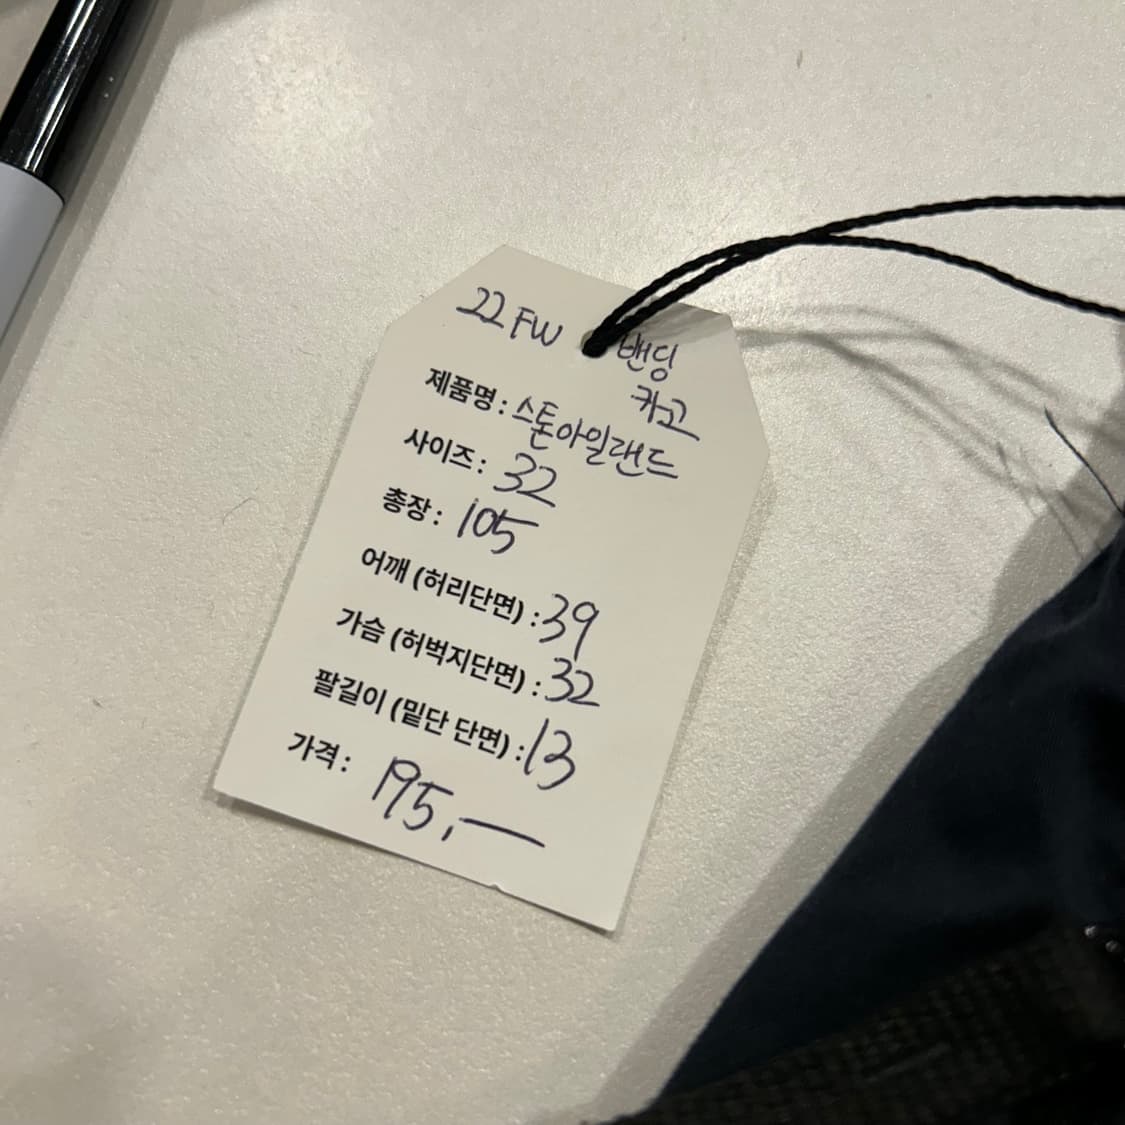 22 FW 밴딩
카고
제품명: 스톤아일랜드
사이즈: 32
총장: 105
어깨 (허리단면) : 39
가슴 (허벅지단면) : 32
팔길이 (밑단 단면) : 13
가격: 195,—